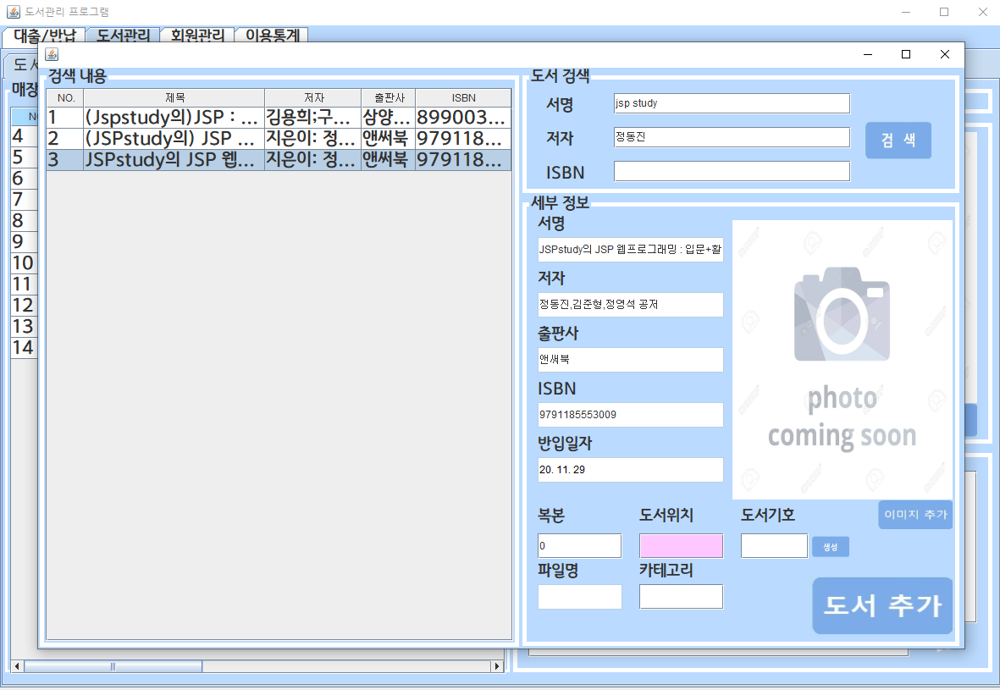 도서관리 프로그램
대출/반납 도서관리 회원관리 이용통계
도서
매장
4
5
6
7
8
9
10
11
12
13
14
검색 내용
NO. 제목 저자 출판사 ISBN
1 (Jspstudy의)JSP : ... 김용희;구... 삼양... 899003...
2 (JSPstudy의) JSP ... 지은이: 정... 앤써북 979118...
3 JSPstudy의 JSP 웹... 지은이: 정... 앤써북 979118...
도서 검색
서명 jsp study
저자 정동진
ISBN
검 색
세부 정보
서명
JSPstudy의 JSP 웹프로그래밍 : 입문+활
저자
정동진,김준형,정영석 공저
출판사
앤써북
ISBN
9791185553009
반입일자
20. 11. 29
photo
coming soon
이미지 추가
복본 도서위치 도서기호
0
생성
파일명 카테고리
도서 추가